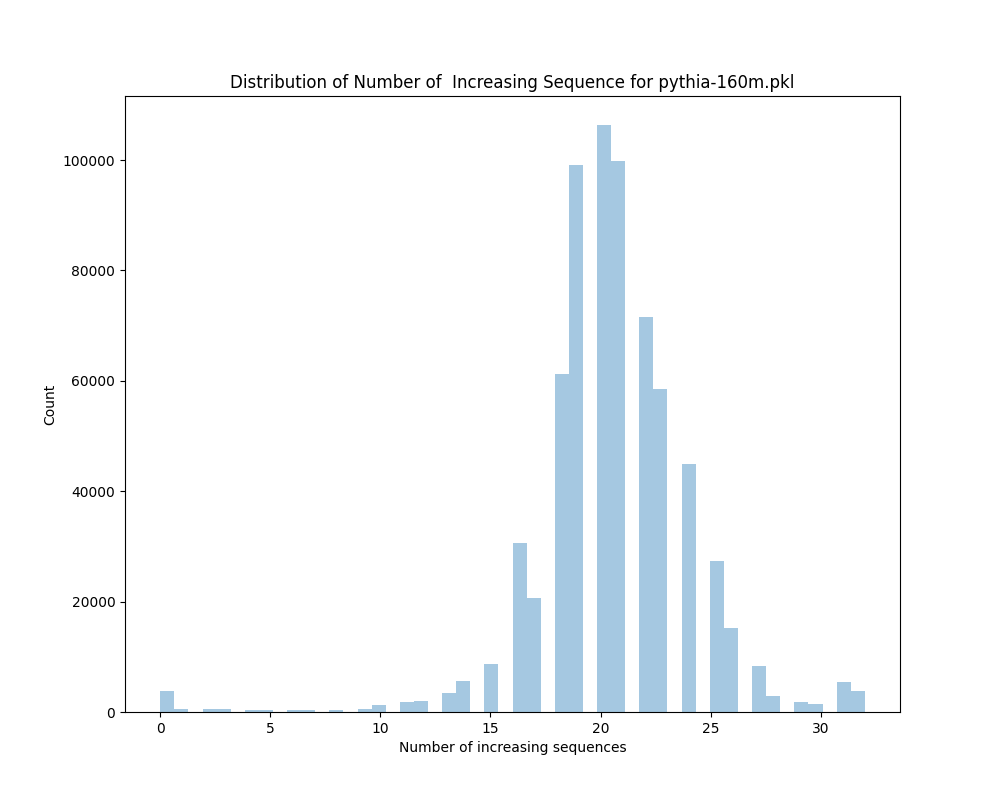 Distribution of Number of  Increasing Sequence for pythia-160m.pkl
100000
80000
60000
40000
20000
0
Count
0 5 10 15 20 25 30
Number of increasing sequences